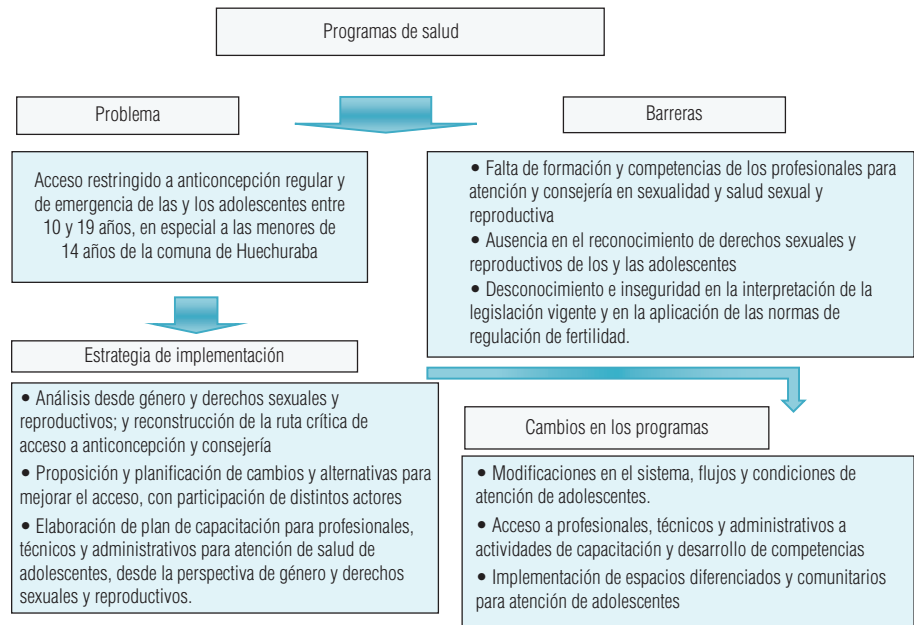 Programas de salud
Problema
Acceso restringido a anticoncepción regular y
de emergencia de las y los adolescentes entre
10 y 19 años, en especial a las menores de
14 años de la comuna de Huechuraba
Barreras
• Falta de formación y competencias de los profesionales para
atención y consejería en sexualidad y salud sexual y
reproductiva
• Ausencia en el reconocimiento de derechos sexuales y
reproductivos de los y las adolescentes
• Desconocimiento e inseguridad en la interpretación de la
legislación vigente y en la aplicación de las normas de
regulación de fertilidad.
Estrategia de implementación
• Análisis desde género y derechos sexuales y
reproductivos; y reconstrucción de la ruta crítica de
acceso a anticoncepción y consejería
• Proposición y planificación de cambios y alternativas para
mejorar el acceso, con participación de distintos actores
• Elaboración de plan de capacitación para profesionales,
técnicos y administrativos para atención de salud de
adolescentes, desde la perspectiva de género y derechos
sexuales y reproductivos.
Cambios en los programas
• Modificaciones en el sistema, flujos y condiciones de
atención de adolescentes.
• Acceso a profesionales, técnicos y administrativos a
actividades de capacitación y desarrollo de competencias
• Implementación de espacios diferenciados y comunitarios
para atención de adolescentes